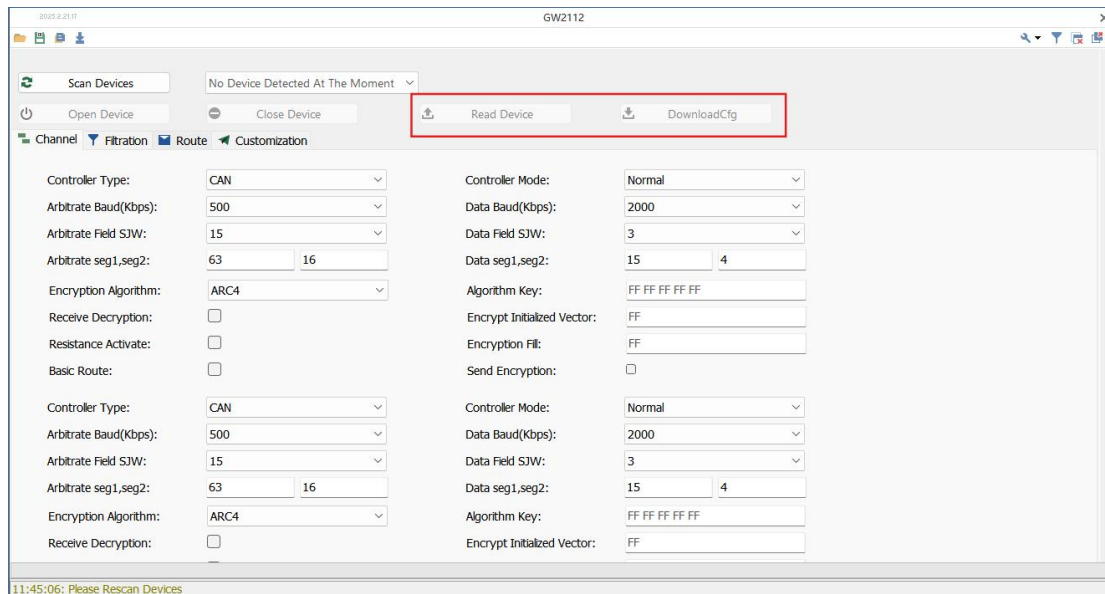 2025.2.21.17
GW2112
Scan Devices
No Device Detected At The Moment
Open Device
Close Device
Read Device
DownloadCfg
Channel
Filtration
Route
Customization
Controller Type:
CAN
Controller Mode:
Normal
Arbitrate Baud(Kbps):
500
Data Baud(Kbps):
2000
Arbitrate Field SJW:
15
Data Field SJW:
3
Arbitrate seg1,seg2:
63
16
Data seg1,seg2:
15
4
Encryption Algorithm:
ARC4
Algorithm Key:
FF FF FF FF FF
Receive Decryption:
Encrypt Initialized Vector:
FF
Resistance Activate:
Encryption Fill:
FF
Basic Route:
Send Encryption:
Controller Type:
CAN
Controller Mode:
Normal
Arbitrate Baud(Kbps):
500
Data Baud(Kbps):
2000
Arbitrate Field SJW:
15
Data Field SJW:
3
Arbitrate seg1,seg2:
63
16
Data seg1,seg2:
15
4
Encryption Algorithm:
ARC4
Algorithm Key:
FF FF FF FF FF
Receive Decryption:
Encrypt Initialized Vector:
FF
11:45:06: Please Rescan Devices